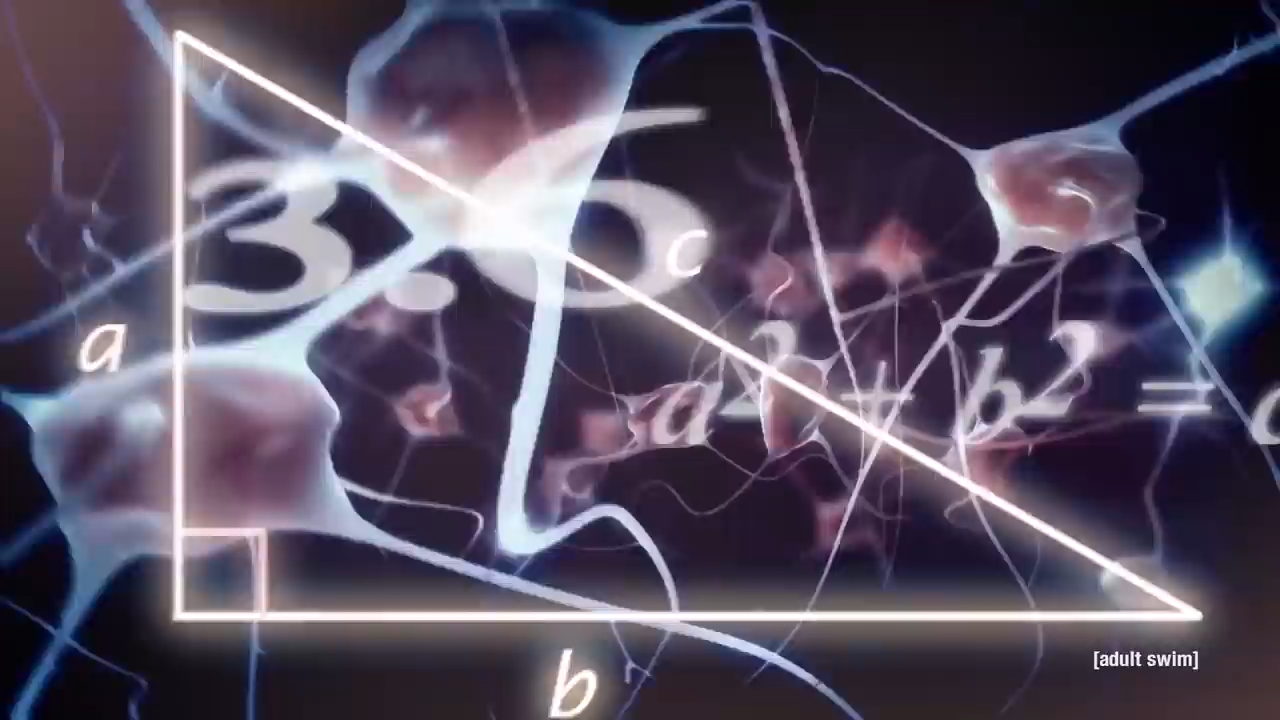 3.6
c
a
a² + b² = c
b
[adult swim]